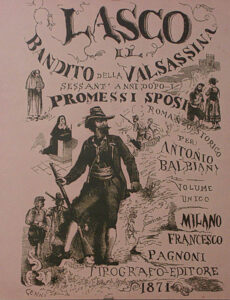 LASCO
IL
BANDITO DELLA VALSASSINA
SESSANT' ANNI DOPO I
PROMESSI SPOSI
ROMANZO STORICO
PER
ANTONIO
BALBIANI
VOLUME
UNICO
MILANO
FRANCESCO
PAGNONI
TIPOGRAFO-EDITORE
1871